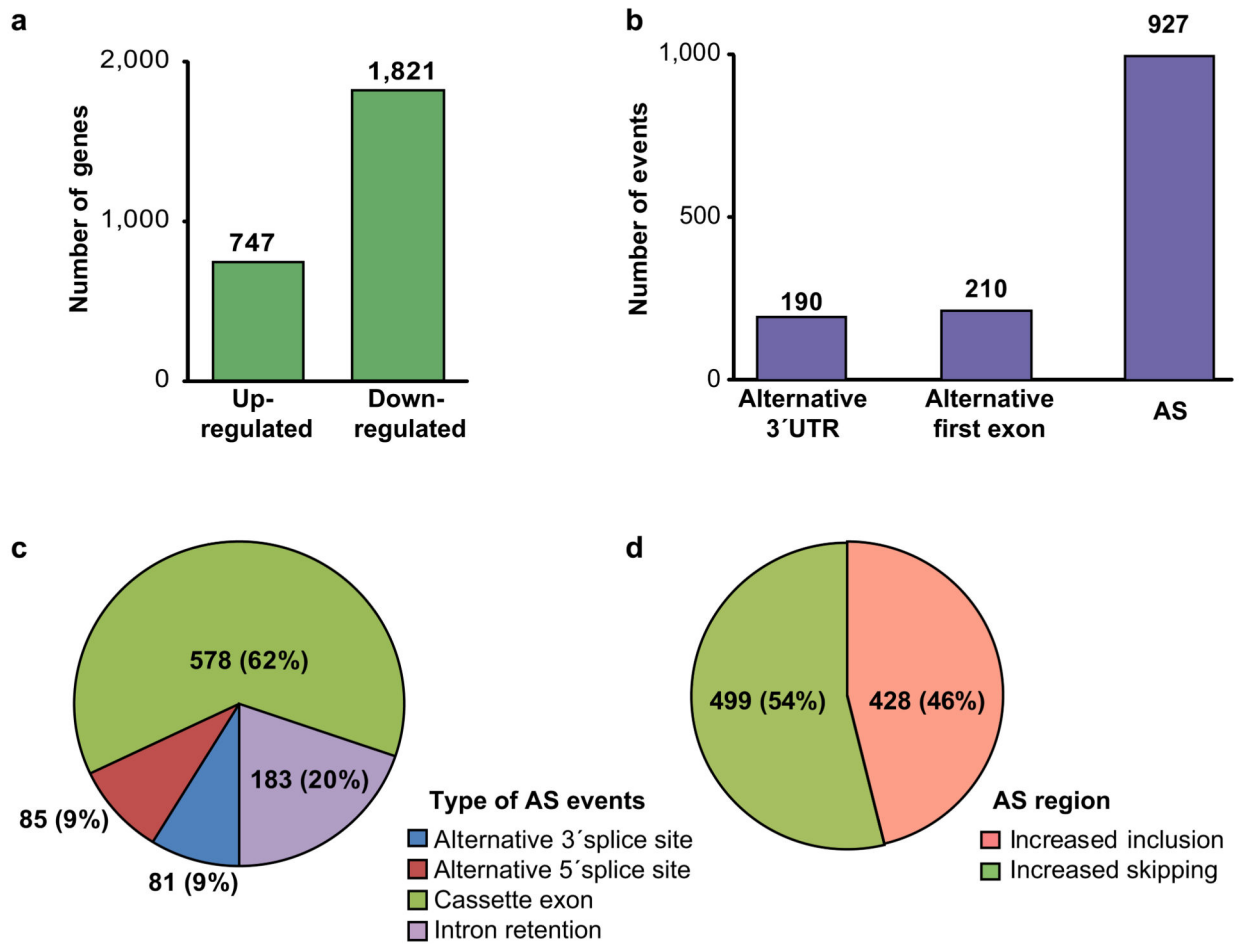 a
2,000
1,000
0
Number of genes
747
1,821
Up-
regulated
Down-
regulated
b
1,000
500
0
Number of events
190
210
927
Alternative
3´UTR
Alternative
first exon
AS
c
578 (62%)
183 (20%)
85 (9%)
81 (9%)
Type of AS events
Alternative 3´splice site
Alternative 5´splice site
Cassette exon
Intron retention
d
499 (54%)
428 (46%)
AS region
Increased inclusion
Increased skipping